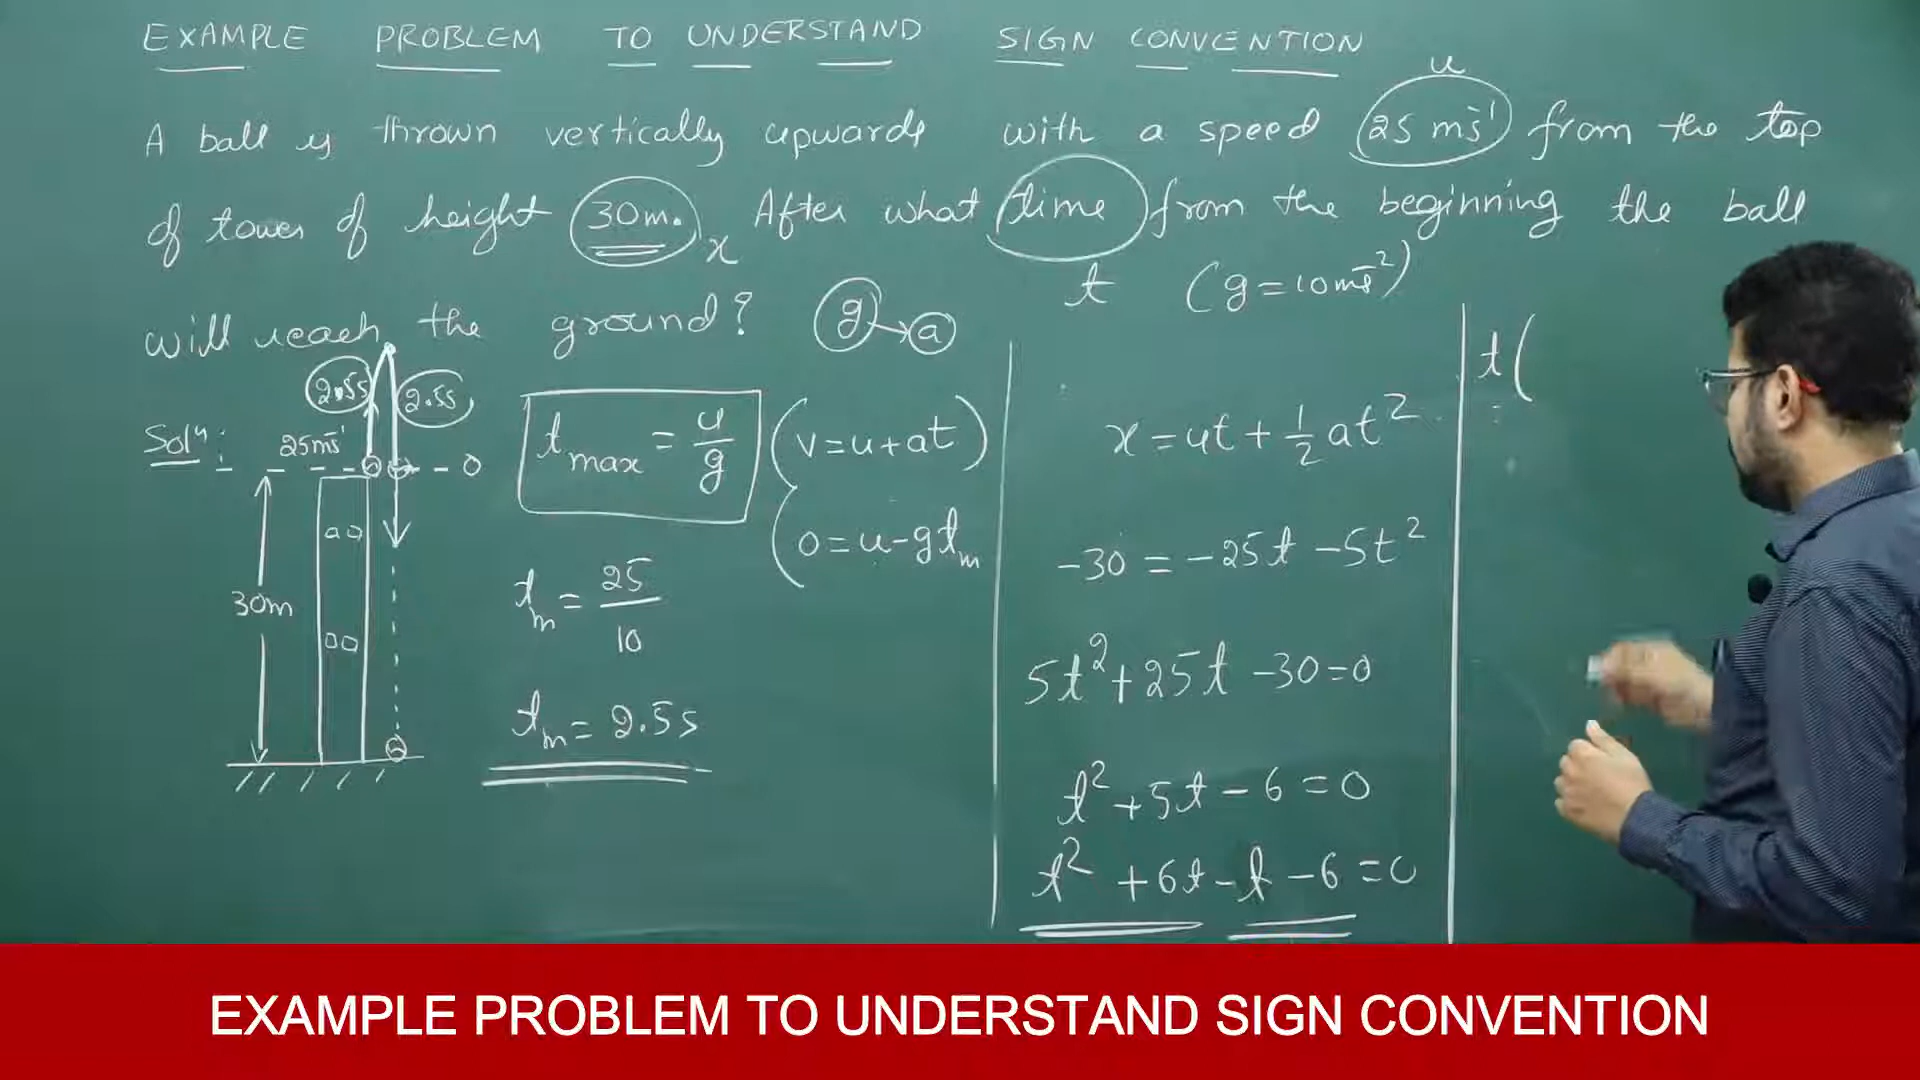 EXAMPLE PROBLEM TO UNDERSTAND SIGN CONVENTION
u
A ball is thrown vertically upwards with a speed 25 ms⁻¹ from the top
of tower of height 30m. x After what time from the beginning the ball
t (g=10ms⁻²)
will reach the ground? g → a
2.5s 2.5s
Solⁿ: 25ms⁻¹ 0
30m
t_max = u/g (v=u+at)
(0=u-gt_m
t_m = 25/10
t_m = 2.5s
x=ut+½at²
-30 = -25t -5t²
5t²+25t -30=0
t²+5t-6=0
t²+6t-t-6=0
t(
EXAMPLE PROBLEM TO UNDERSTAND SIGN CONVENTION